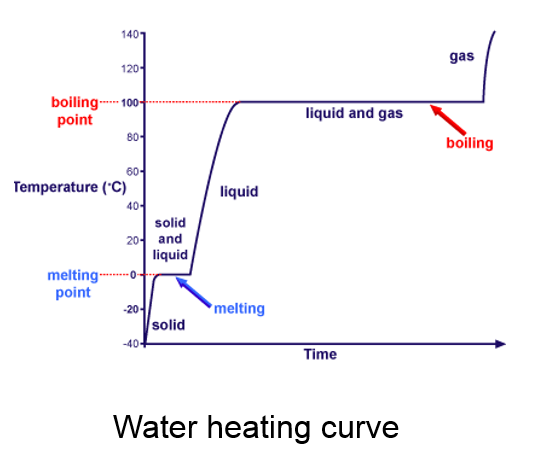 140
gas
120
boiling
point
100
liquid and gas
boiling
80
60
Temperature (°C)
liquid
40
solid
and
liquid
20
melting
point
0
melting
-20
solid
-40
Time
Water heating curve